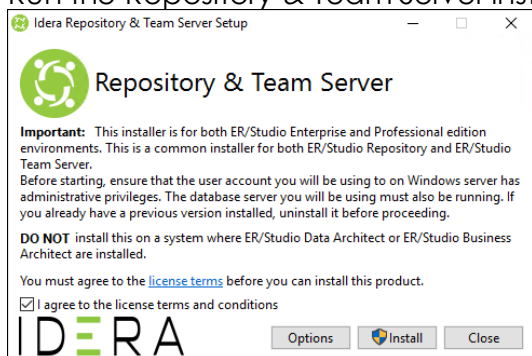 Run the Repository & Team Server ins
Idera Repository & Team Server Setup
Repository & Team Server
Important: This installer is for both ER/Studio Enterprise and Professional edition
environments. This is a common installer for both ER/Studio Repository and ER/Studio
Team Server.
Before starting, ensure that the user account you will be using to on Windows server has
administrative privileges. The database server you will be using must also be running. If
you already have a previous version installed, uninstall it before proceeding.
DO NOT install this on a system where ER/Studio Data Architect or ER/Studio Business
Architect are installed.
You must agree to the license terms before you can install this product.
I agree to the license terms and conditions
IDERA
Options
Install
Close